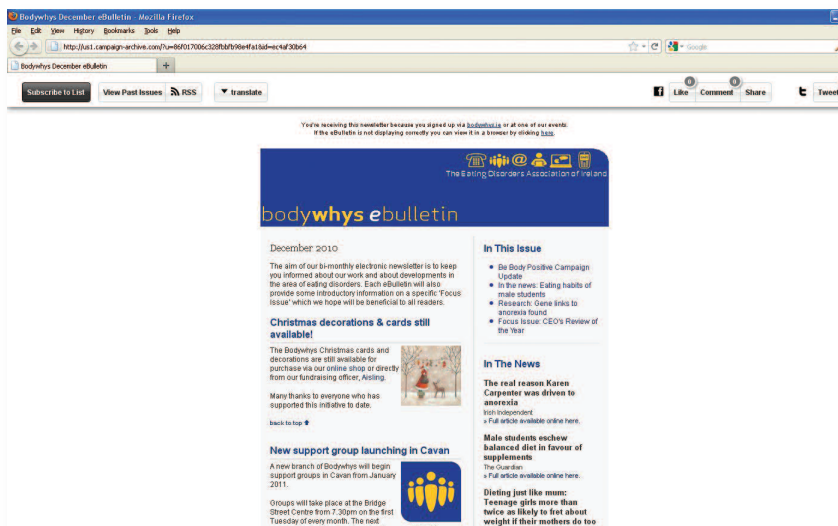 Bodywhys December eBulletin - Mozilla Firefox
File Edit View History Bookmarks Tools Help
http://us1.campaign-archive.com/?u=86f017006c328fbbfb98e4fa1&id=ec4af30b64
Google
Bodywhys December eBulletin
Subscribe to List View Past Issues RSS translate
0 0
Like Comment Share Tweet
You're receiving this newsletter because you signed up via bodywhys.ie or at one of our events.
If the eBulletin is not displaying correctly you can view it in a browser by clicking here.
The Eating Disorders Association of Ireland
bodywhys ebulletin
December 2010
The aim of our bi-monthly electronic newsletter is to keep
you informed about our work and about developments in
the area of eating disorders. Each eBulletin will also
provide some introductory information on a specific 'Focus
Issue' which we hope will be beneficial to all readers.
Christmas decorations & cards still
available!
The Bodywhys Christmas cards and
decorations are still available for
purchase via our online shop or directly
from our fundraising officer, Aisling.
Many thanks to everyone who has
supported this initiative to date.
back to top
New support group launching in Cavan
A new branch of Bodywhys will begin
support groups in Cavan from January
2011.
Groups will take place at the Bridge
Street Centre from 7.30pm on the first
Tuesday of every month. The next
In This Issue
Be Body Positive Campaign
Update
In the news: Eating habits of
male students
Research: Gene links to
anorexia found
Focus Issue: CEO's Review of
the Year
In The News
The real reason Karen
Carpenter was driven to
anorexia
Irish Independent
» Full article available online here.
Male students eschew
balanced diet in favour of
supplements
The Guardian
» Full article available online here.
Dieting just like mum:
Teenage girls more than
twice as likely to fret about
weight if their mothers do too